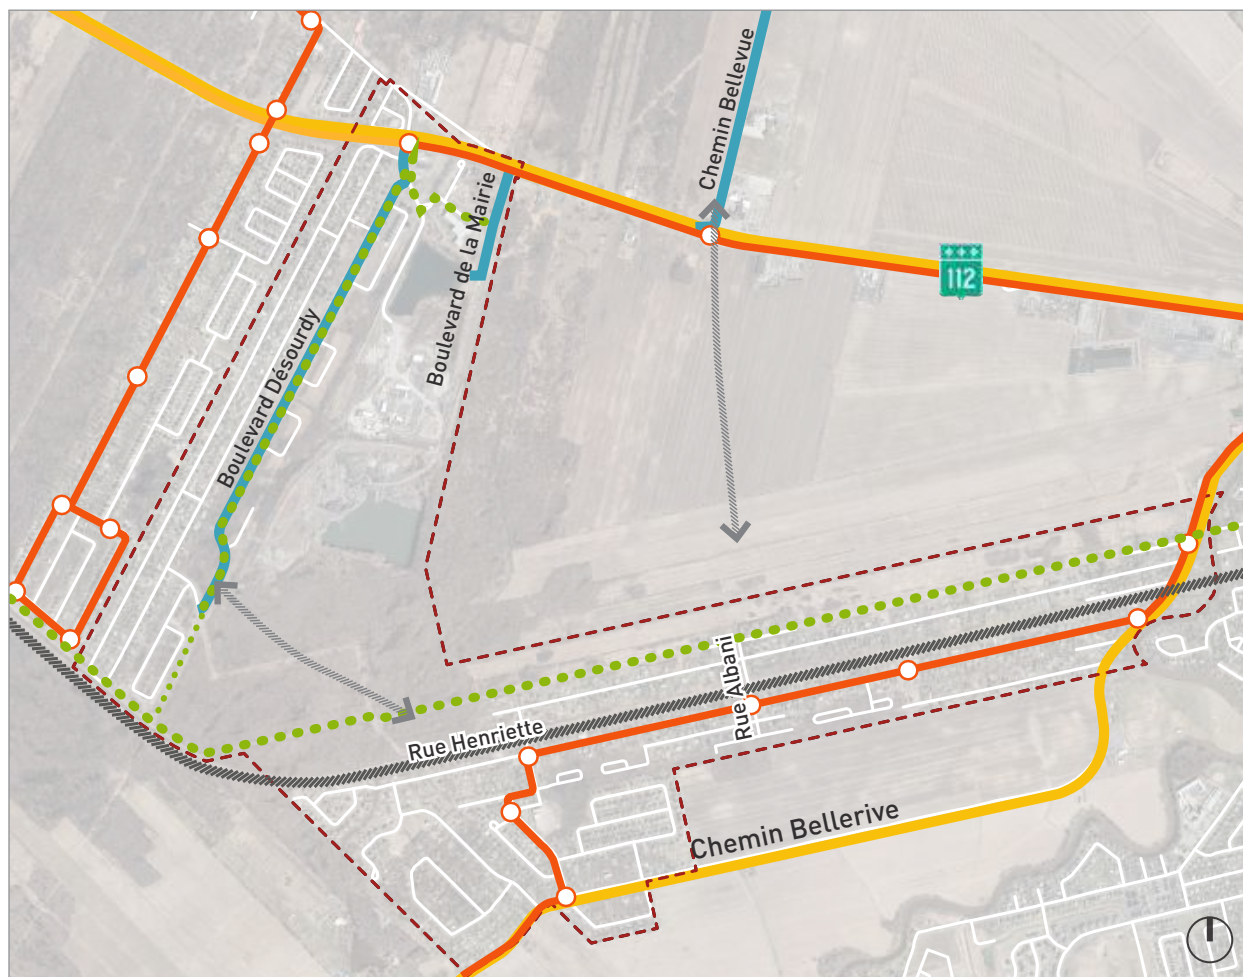 Chemin Bellevue
Boulevard de la Mairie
112
Boulevard Désourdy
Rue Albani
Rue Henriette
Chemin Bellerive